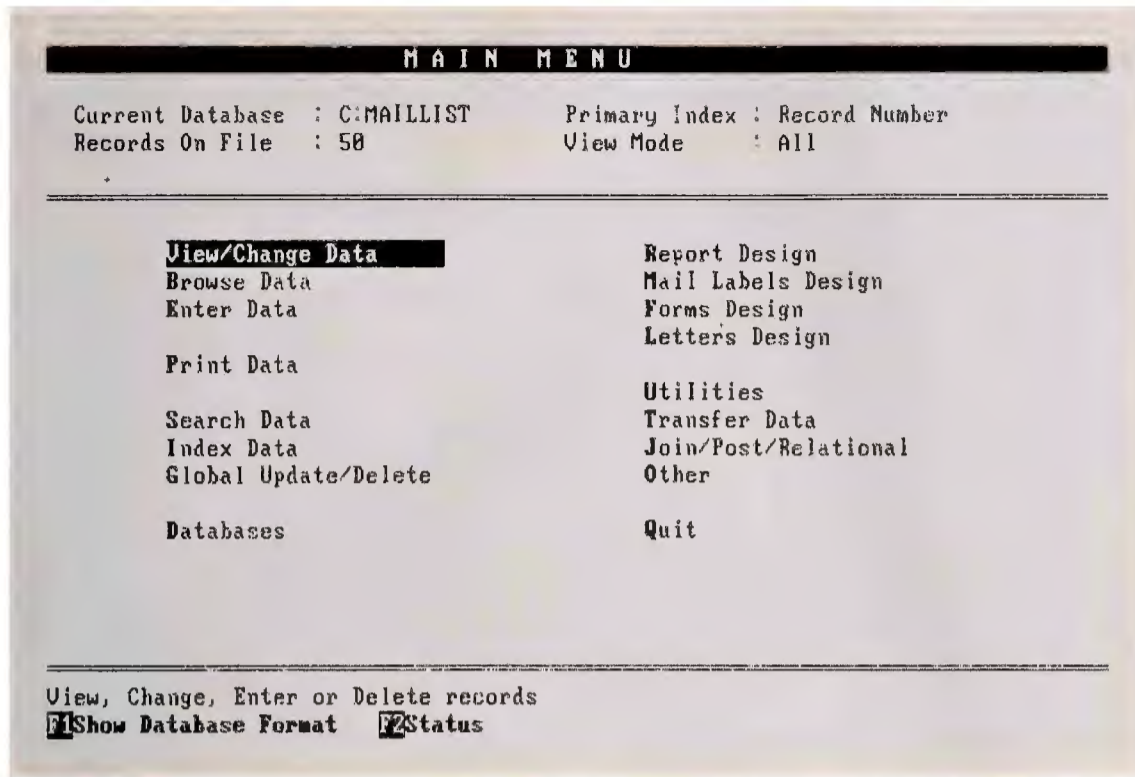 MAIN MENU
Current Database : C:MAILLIST Primary Index : Record Number
Records On File : 50 View Mode : All
View/Change Data
Browse Data
Enter Data
Print Data
Search Data
Index Data
Global Update/Delete
Databases
Report Design
Mail Labels Design
Forms Design
Letters Design
Utilities
Transfer Data
Join/Post/Relational
Other
Quit
View, Change, Enter or Delete records
F1Show Database Format F2Status